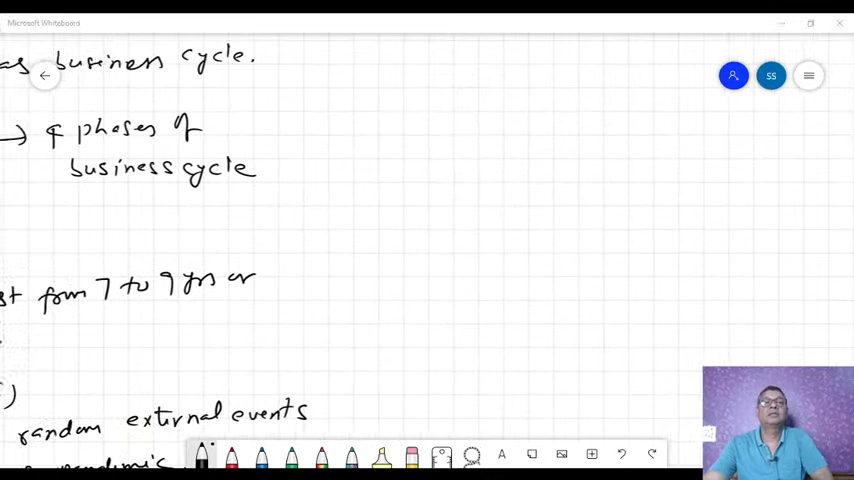 Microsoft Whiteboard
as business cycle.
SS
→ 4 phases of
business cycle
st from 7 to 9 yrs or
random external events
pandemic
A